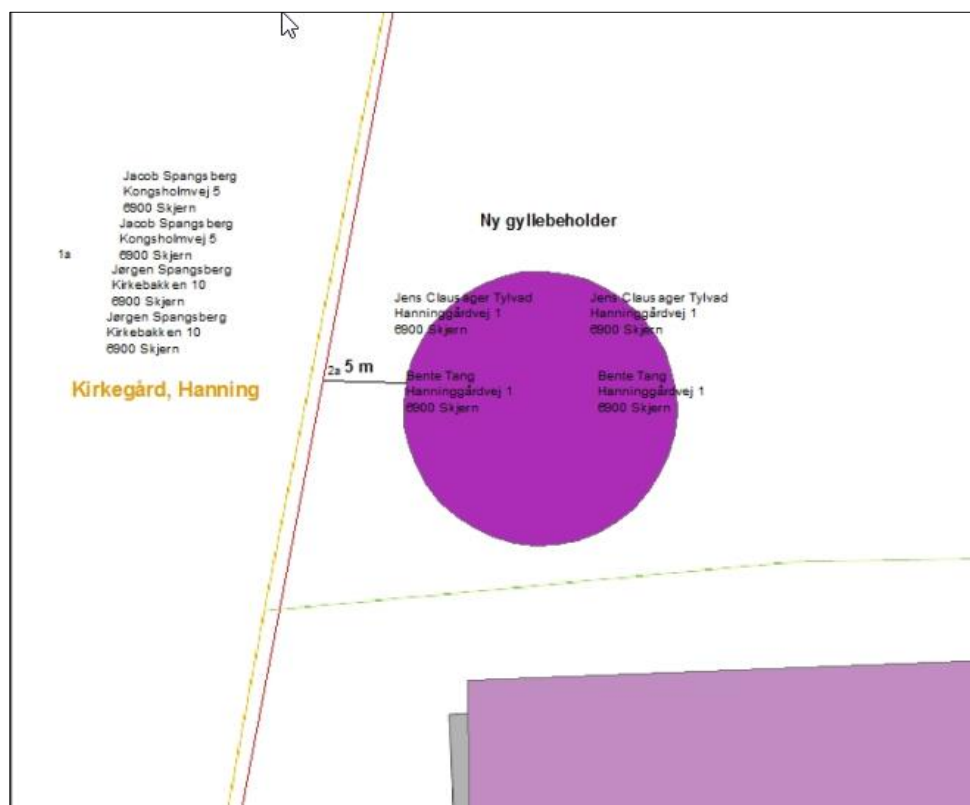 Jacob Spangsberg
Kongsholmvej 5
6900 Skjern
Jacob Spangsberg
Kongsholmvej 5
6900 Skjern
1a
Jørgen Spangsberg
Kirkebakken 10
6900 Skjern
Jørgen Spangsberg
Kirkebakken 10
6900 Skjern
Kirkegård, Hanning
Ny gyllebeholder
Jens Clausager Tylvad
Hanninggårdvej 1
6900 Skjern
Jens Clausager Tylvad
Hanninggårdvej 1
6900 Skjern
2a 5 m
Bente Tang
Hanninggårdvej 1
6900 Skjern
Bente Tang
Hanninggårdvej 1
6900 Skjern